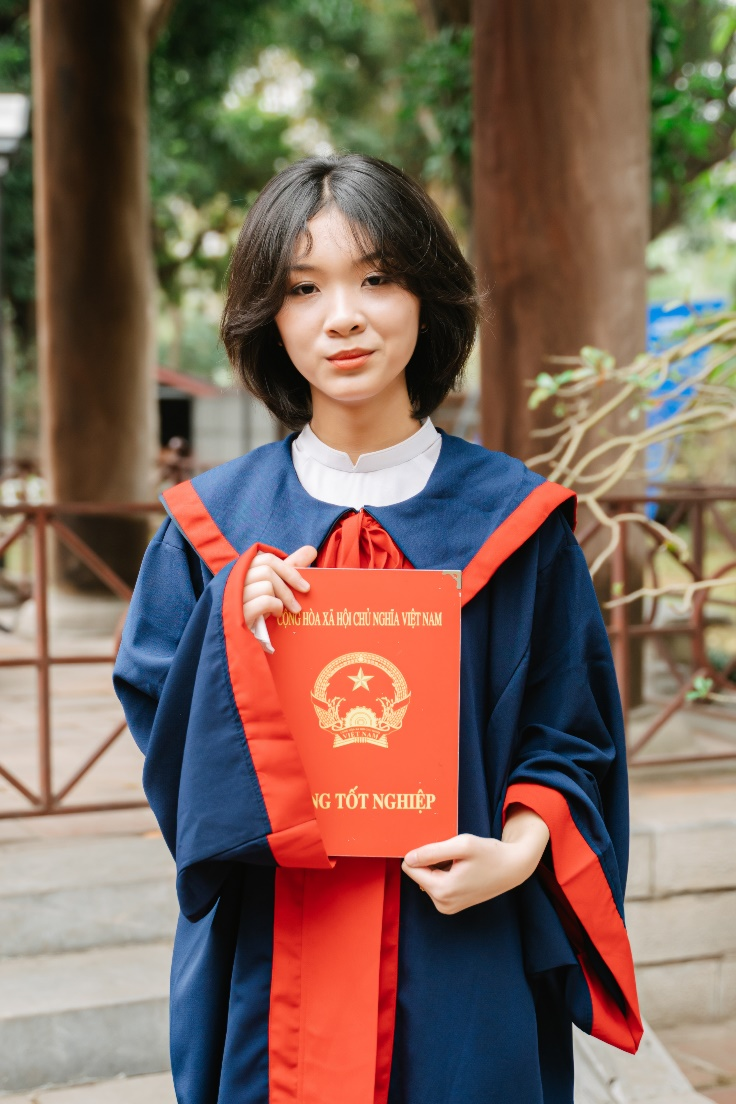 CỘNG HÒA XÃ HỘI CHỦ NGHĨA VIỆT NAM
VIỆT NAM
NG TỐT NGHIỆP